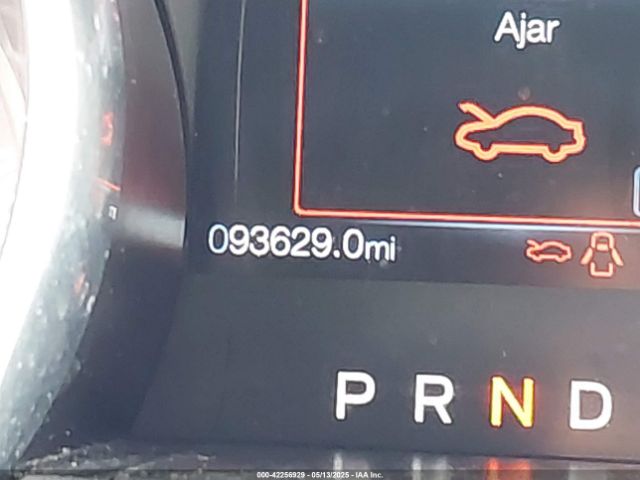 Ajar
093629.0mi
P R N D
000-42256929 - 05/13/2025 - IAA Inc.